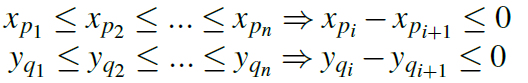 x_{p_1} ≤ x_{p_2} ≤ ... ≤ x_{p_n} ⇒ x_{p_i} − x_{p_{i+1}} ≤ 0
y_{q_1} ≤ y_{q_2} ≤ ... ≤ y_{q_n} ⇒ y_{q_i} − y_{q_{i+1}} ≤ 0